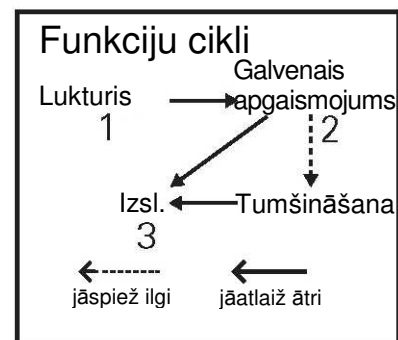 Funkciju cikli
Galvenais
Lukturis
apgaismojums
1
2
Izsl.
Tumšināšana
3
jāspiež ilgi
jāatlaiž ātri